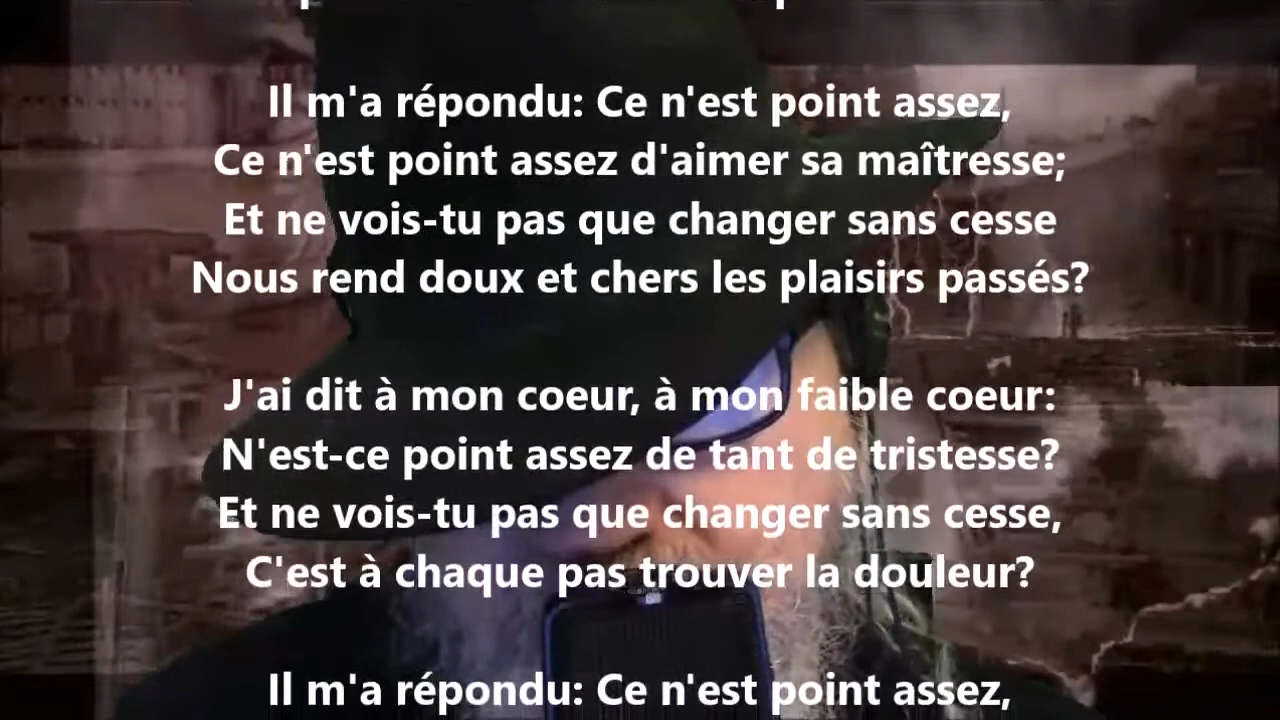 Il m'a répondu: Ce n'est point assez,
Ce n'est point assez d'aimer sa maîtresse;
Et ne vois-tu pas que changer sans cesse
Nous rend doux et chers les plaisirs passés?
J'ai dit à mon coeur, à mon faible coeur:
N'est-ce point assez de tant de tristesse?
Et ne vois-tu pas que changer sans cesse,
C'est à chaque pas trouver la douleur?
Il m'a répondu: Ce n'est point assez,